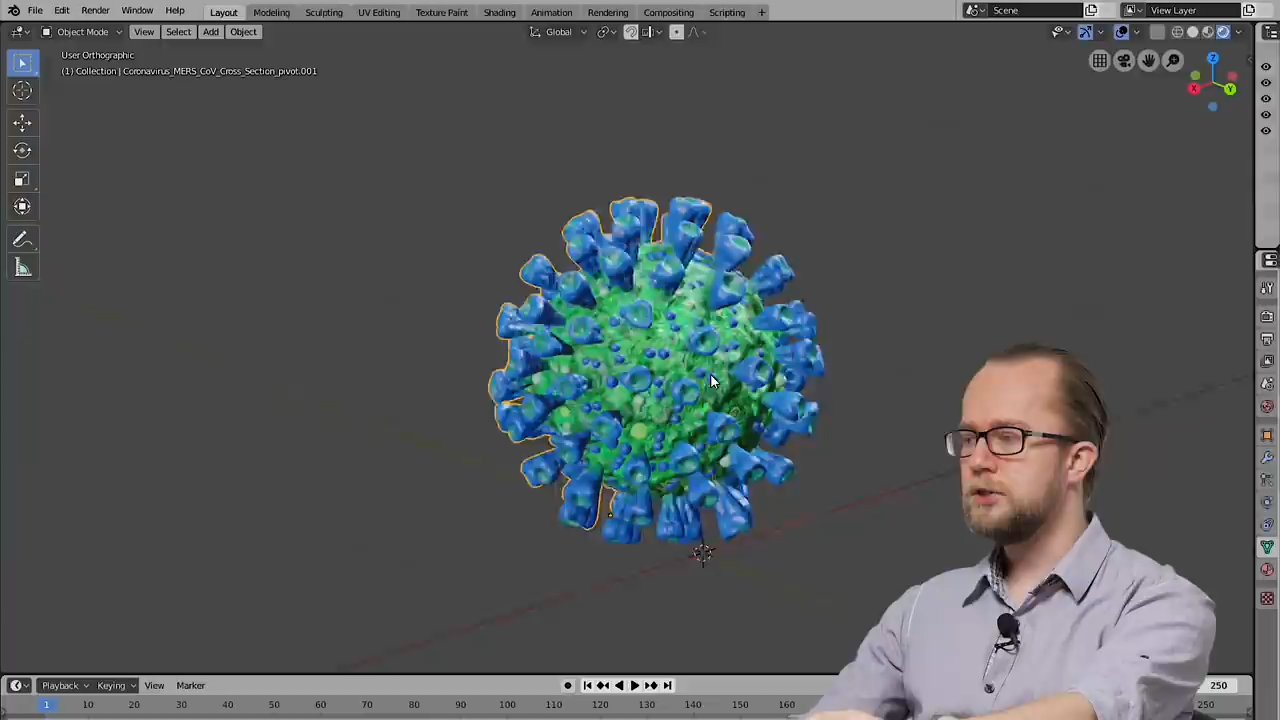 File Edit Render Window Help Layout Modeling Sculpting UV Editing Texture Paint Shading Animation Rendering Compositing Scripting + Scene View Layer
Object Mode View Select Add Object Global
User Orthographic
(1) Collection | Coronavirus_MERS_CoV_Cross_Section_pivot.001
Z
X Y
Playback Keying View Marker 250
1 10 20 30 40 50 60 70 80 90 100 110 120 130 140 150 160 250